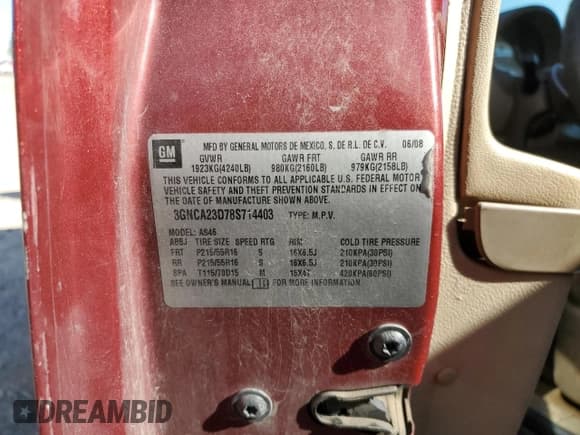 GM
MFD BY GENERAL MOTORS DE MEXICO, S. DE R.L. DE C.V. 06/08
GVWR GAWR FRT GAWR RR
1923KG(4240LB) 980KG(2160LB) 979KG(2158LB)
THIS VEHICLE CONFORMS TO ALL APPLICABLE U.S. FEDERAL MOTOR
VEHICLE SAFETY AND THEFT PREVENTION STANDARDS IN EFFECT ON
THE DATE OF MANUFACTURE SHOWN ABOVE.
3GNCA23D78S714403 TYPE: M.P.V.
MODEL: AS46
TIRE SIZE SPEED RTG RIM COLD TIRE PRESSURE
FRT P215/55R16 S 16X6.5J 210KPA(30PSI)
RR P215/55R16 S 16X6.5J 210KPA(30PSI)
SPA T115/70D15 M 15X4T 420KPA(60PSI)
SEE OWNER'S MANUAL FOR MORE INFORMATION
DREAMBID